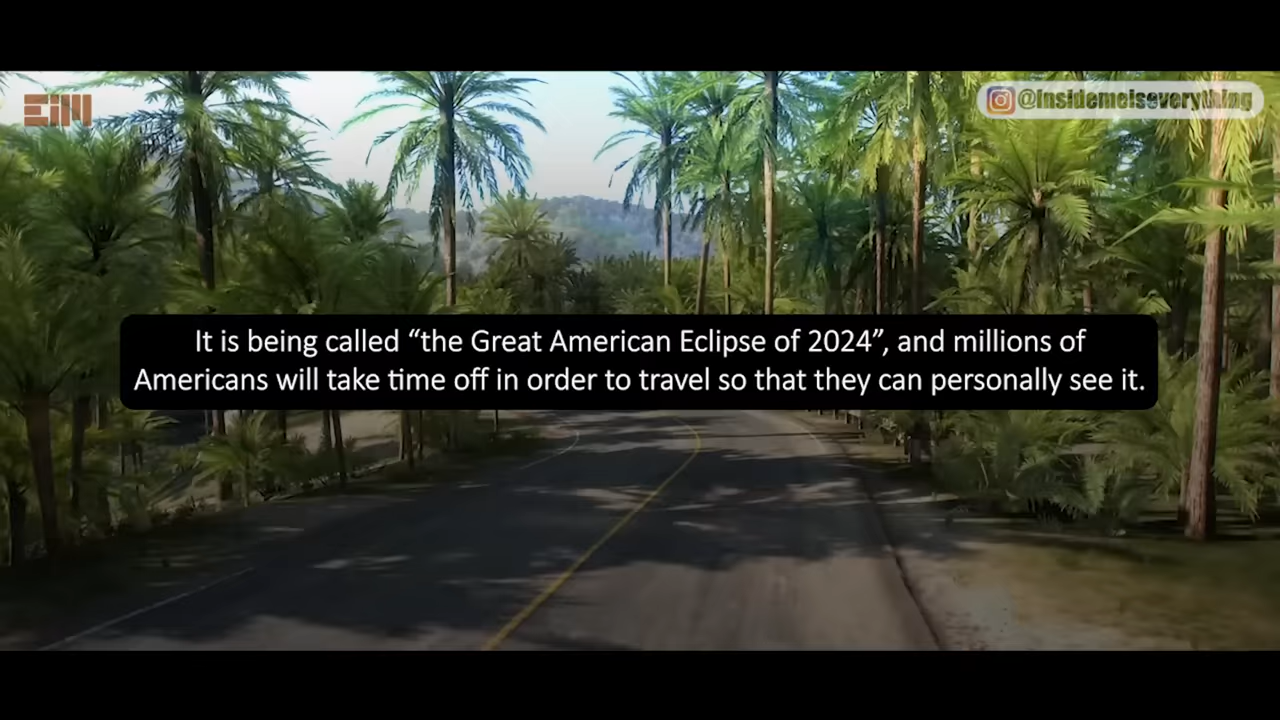 EiM
@Insidemeiseverything
It is being called “the Great American Eclipse of 2024”, and millions of
Americans will take time off in order to travel so that they can personally see it.